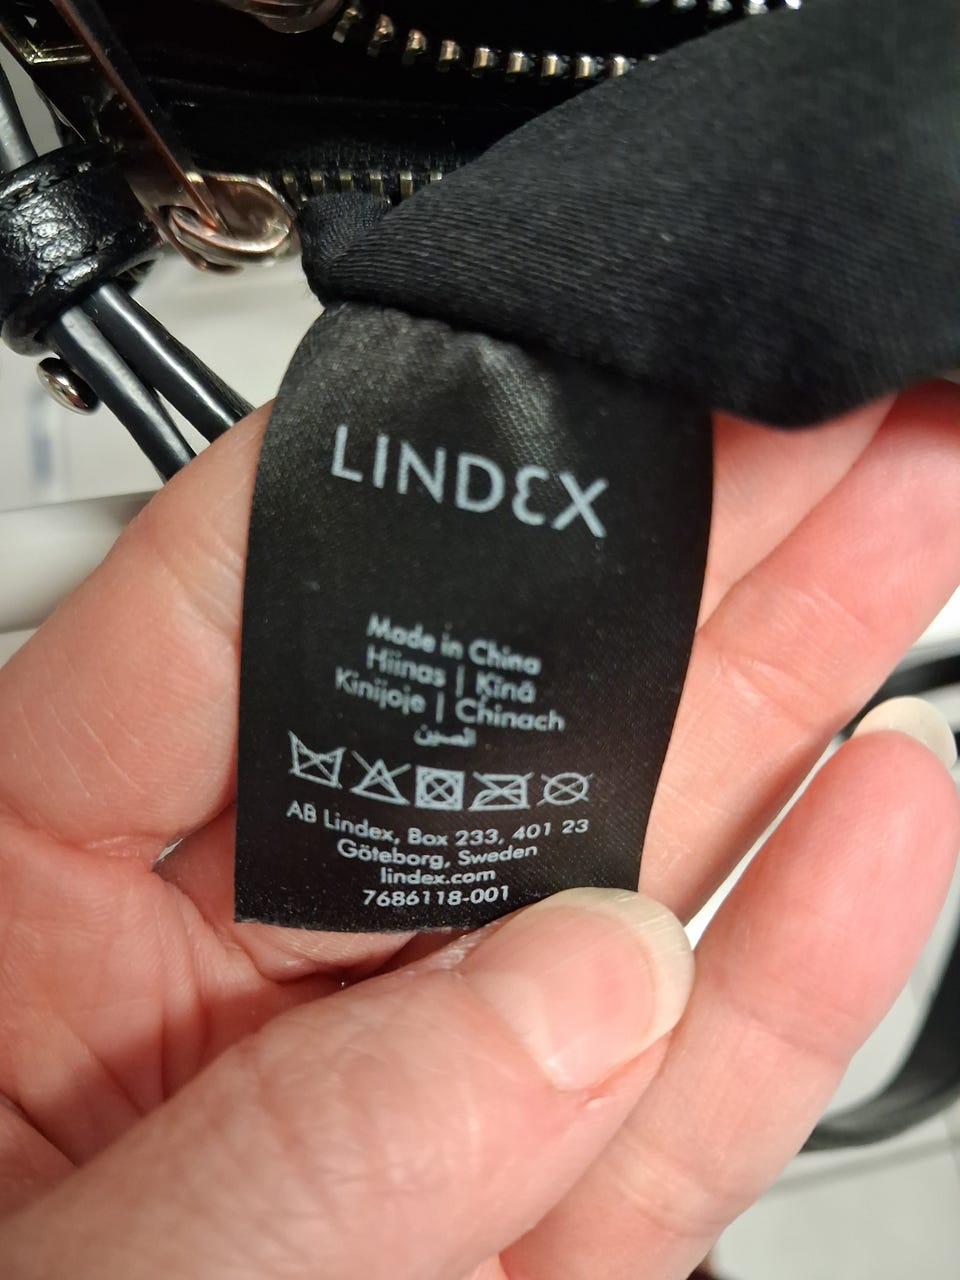 LINDEX
Made in China
Hiinas | Ķīnā
Kinijoje | Chinach
الصين
AB Lindex, Box 233, 401 23
Göteborg, Sweden
lindex.com
7686118-001